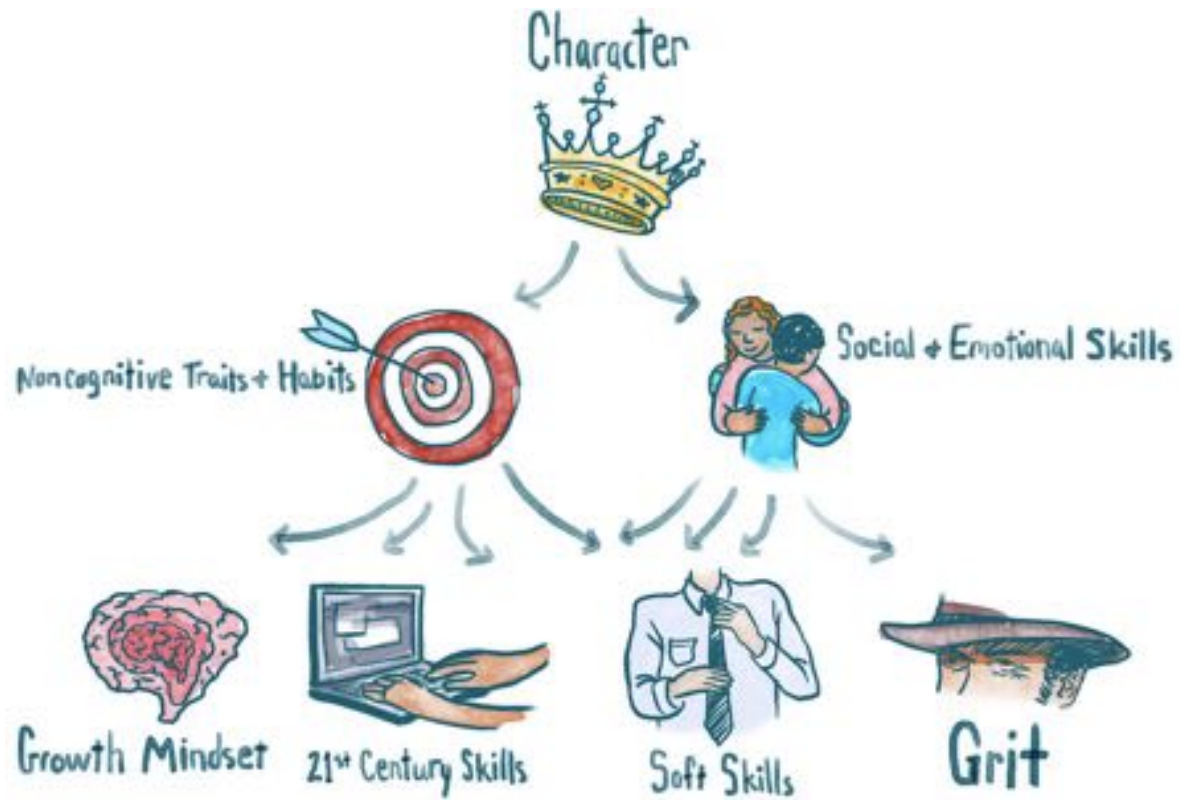 Character
Noncognitive Traits + Habits
Social + Emotional Skills
Growth Mindset
21st Century Skills
Soft Skills
Grit